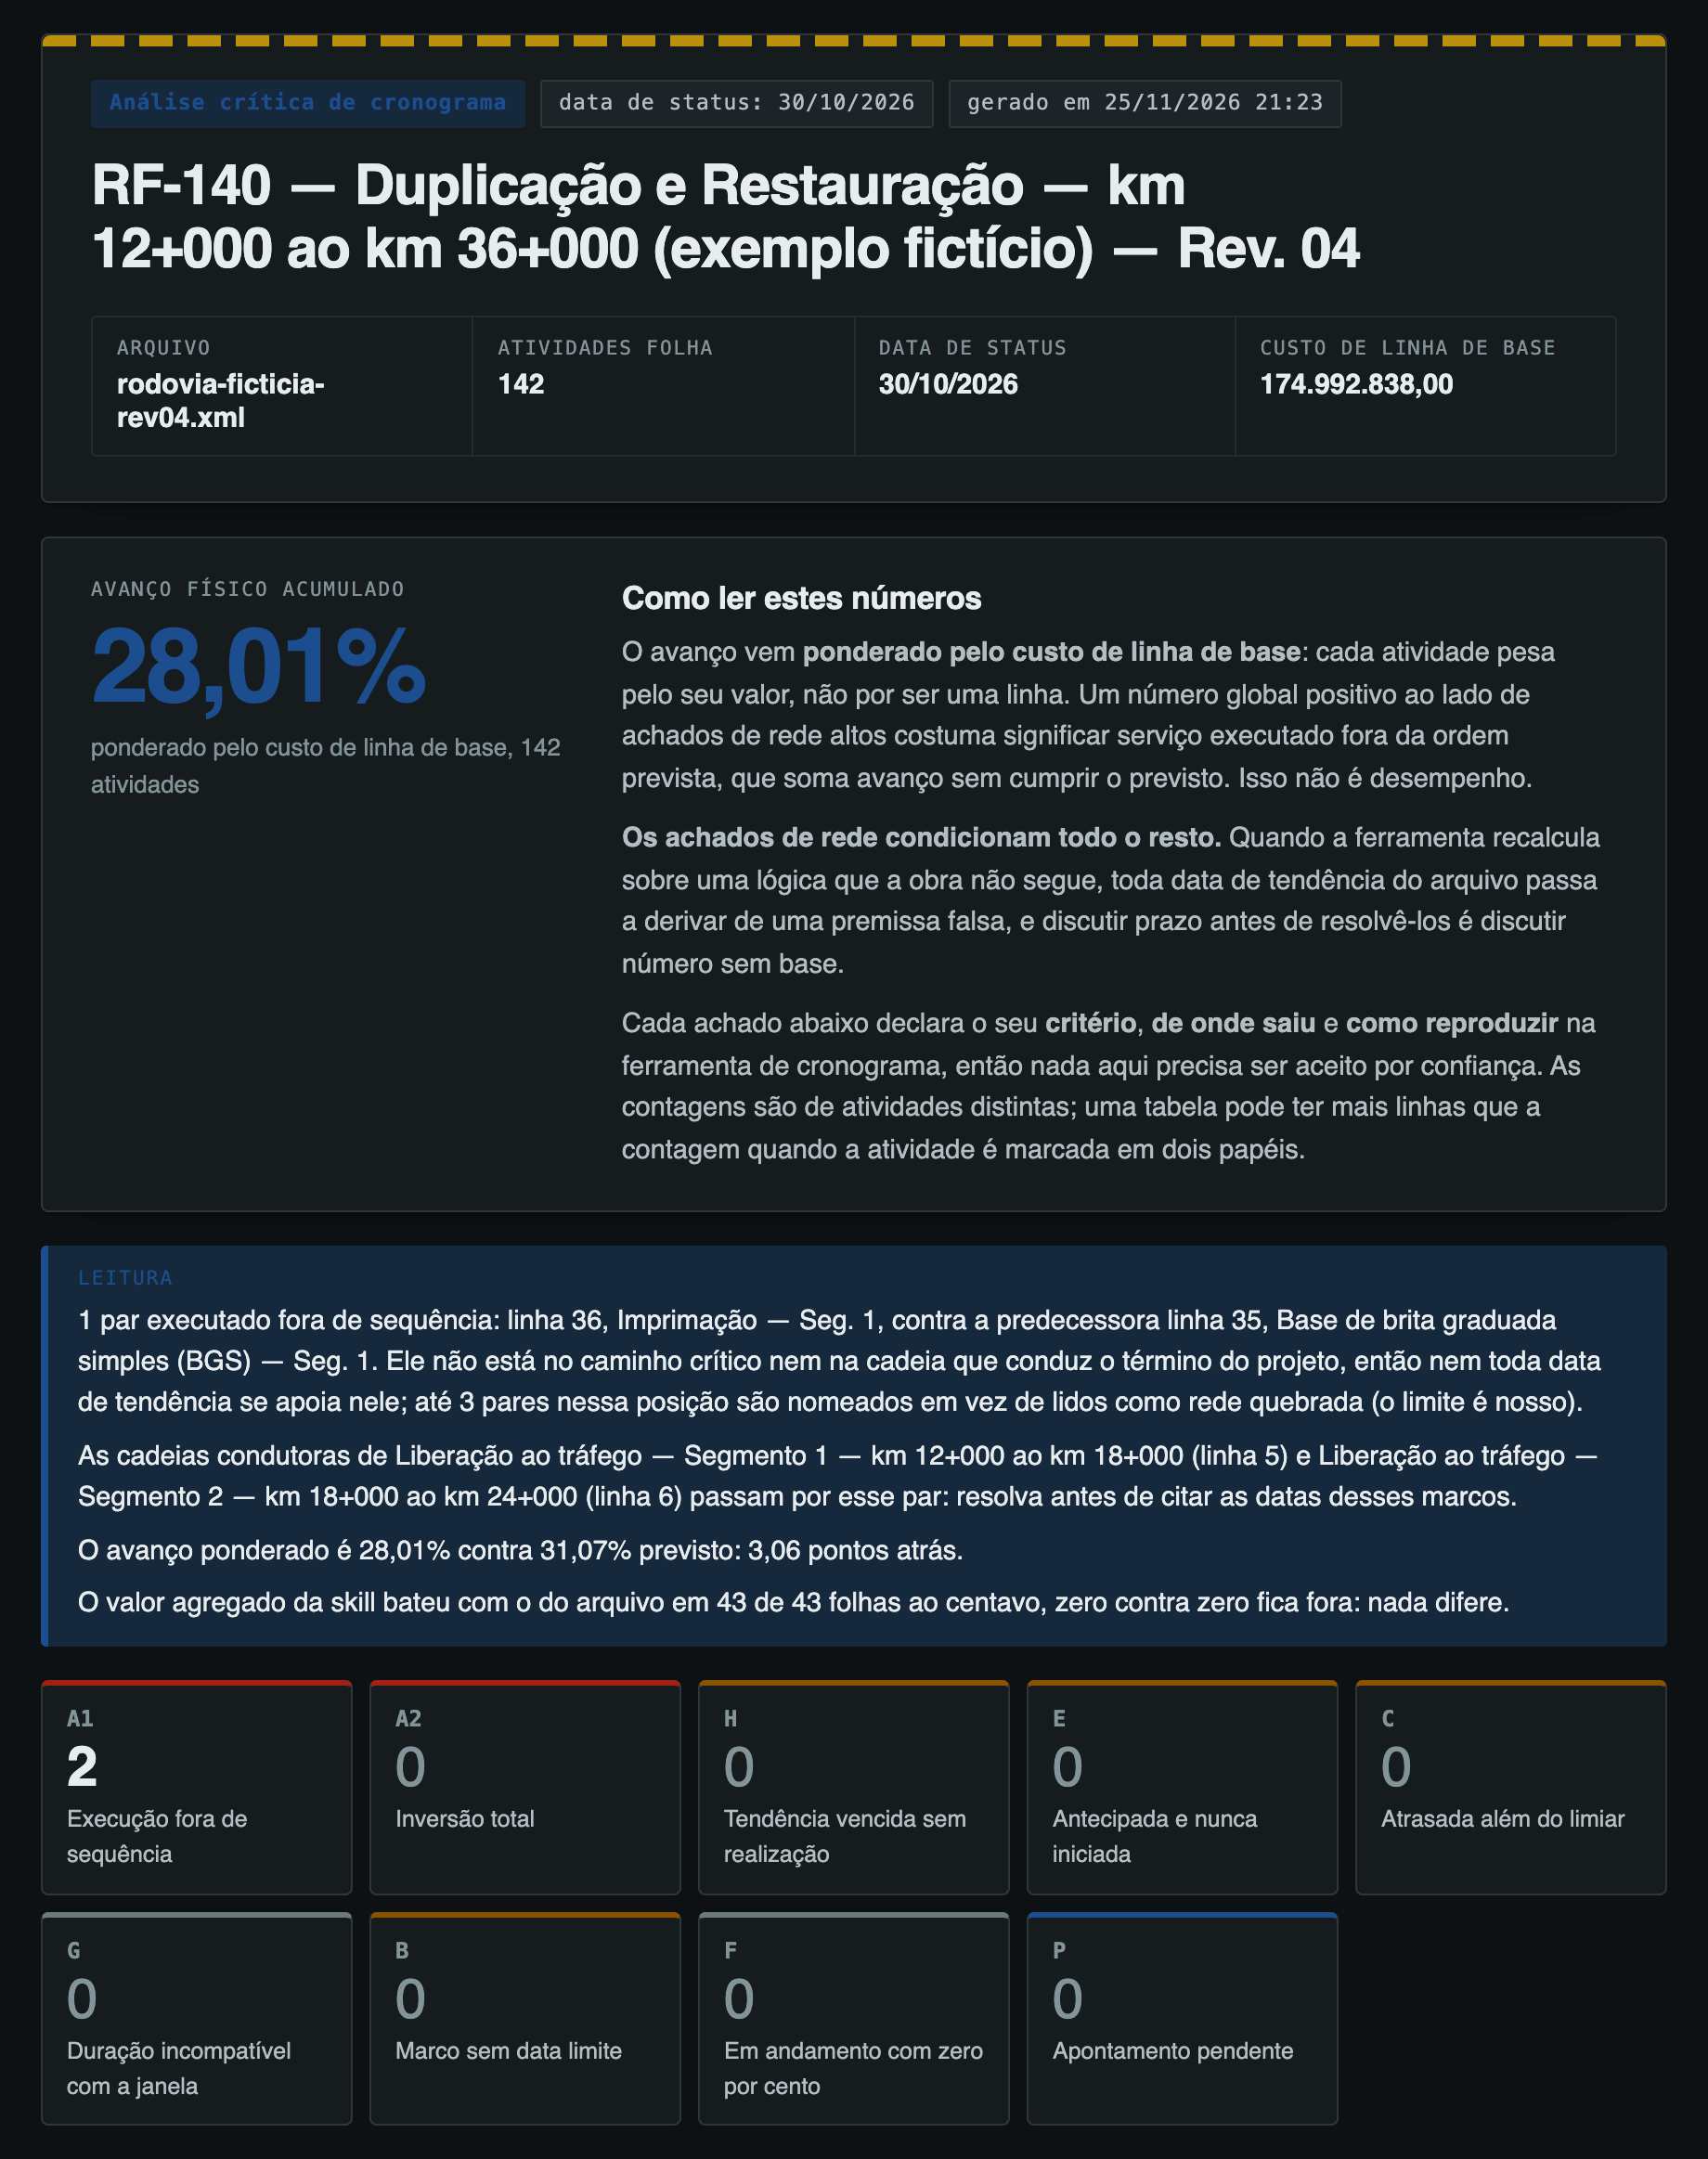 Análise crítica de cronograma
data de status: 30/10/2026
gerado em 25/11/2026 21:23
RF-140 — Duplicação e Restauração — km
12+000 ao km 36+000 (exemplo fictício) — Rev. 04
ARQUIVO
rodovia-ficticia-
rev04.xml
ATIVIDADES FOLHA
142
DATA DE STATUS
30/10/2026
CUSTO DE LINHA DE BASE
174.992.838,00
AVANÇO FÍSICO ACUMULADO
28,01%
ponderado pelo custo de linha de base, 142
atividades
Como ler estes números
O avanço vem ponderado pelo custo de linha de base: cada atividade pesa
pelo seu valor, não por ser uma linha. Um número global positivo ao lado de
achados de rede altos costuma significar serviço executado fora da ordem
prevista, que soma avanço sem cumprir o previsto. Isso não é desempenho.
Os achados de rede condicionam todo o resto. Quando a ferramenta recalcula
sobre uma lógica que a obra não segue, toda data de tendência do arquivo passa
a derivar de uma premissa falsa, e discutir prazo antes de resolvê-los é discutir
número sem base.
Cada achado abaixo declara o seu critério, de onde saiu e como reproduzir na
ferramenta de cronograma, então nada aqui precisa ser aceito por confiança. As
contagens são de atividades distintas; uma tabela pode ter mais linhas que a
contagem quando a atividade é marcada em dois papéis.
LEITURA
1 par executado fora de sequência: linha 36, Imprimação — Seg. 1, contra a predecessora linha 35, Base de brita graduada
simples (BGS) — Seg. 1. Ele não está no caminho crítico nem na cadeia que conduz o término do projeto, então nem toda data
de tendência se apoia nele; até 3 pares nessa posição são nomeados em vez de lidos como rede quebrada (o limite é nosso).
As cadeias condutoras de Liberação ao tráfego — Segmento 1 — km 12+000 ao km 18+000 (linha 5) e Liberação ao tráfego —
Segmento 2 — km 18+000 ao km 24+000 (linha 6) passam por esse par: resolva antes de citar as datas desses marcos.
O avanço ponderado é 28,01% contra 31,07% previsto: 3,06 pontos atrás.
O valor agregado da skill bateu com o do arquivo em 43 de 43 folhas ao centavo, zero contra zero fica fora: nada difere.
A1
2
Execução fora de
sequência
A2
0
Inversão total
H
0
Tendência vencida sem
realização
E
0
Antecipada e nunca
iniciada
C
0
Atrasada além do limiar
G
0
Duração incompatível
com a janela
B
0
Marco sem data limite
F
0
Em andamento com zero
por cento
P
0
Apontamento pendente